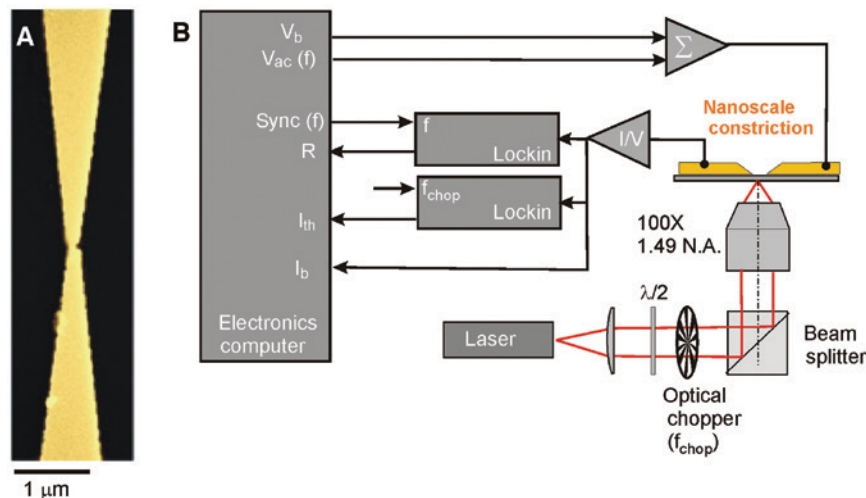 A
1 μm
B
V_b
V_ac (f)
Σ
Sync (f)
f
R
Lockin
I/V
Nanoscale
constriction
f_chop
Lockin
I_th
I_b
100X
1.49 N.A.
λ/2
Electronics
computer
Laser
Beam
splitter
Optical
chopper
(f_chop)